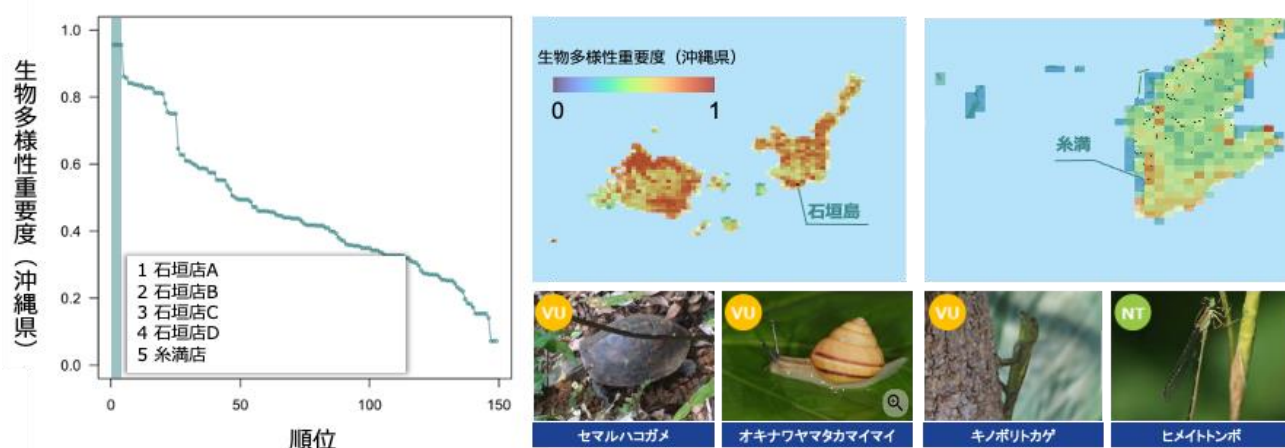 生物多様性重要度（沖縄県）
1.0
0.8
0.6
0.4
0.2
0.0
1 石垣店A
2 石垣店B
3 石垣店C
4 石垣店D
5 糸満店
0
50
100
150
順位
生物多様性重要度（沖縄県）
0
1
石垣島
糸満
VU
VU
VU
NT
セマルハコガメ
オキナワヤマタカマイマイ
キノボリトカゲ
ヒメイトトンボ